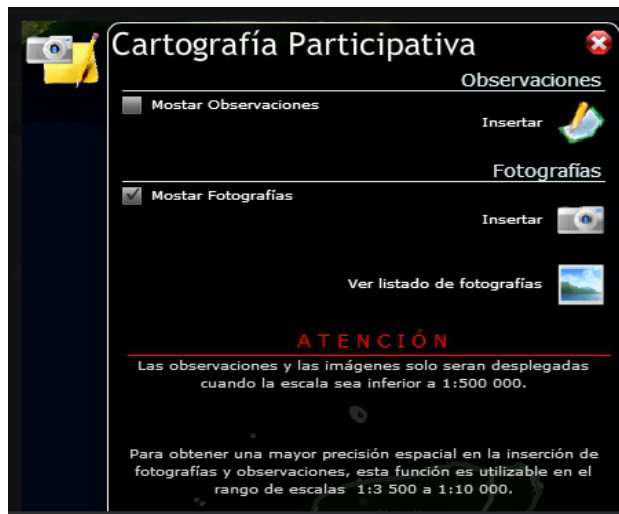 Cartografía Participativa
Observaciones
Mostar Observaciones
Insertar
Fotografías
Mostar Fotografías
Insertar
Ver listado de fotografías
ATENCIÓN
Las observaciones y las imágenes solo seran desplegadas
cuando la escala sea inferior a 1:500 000.
Para obtener una mayor precisión espacial en la inserción de
fotografías y observaciones, esta función es utilizable en el
rango de escalas 1:3 500 a 1:10 000.